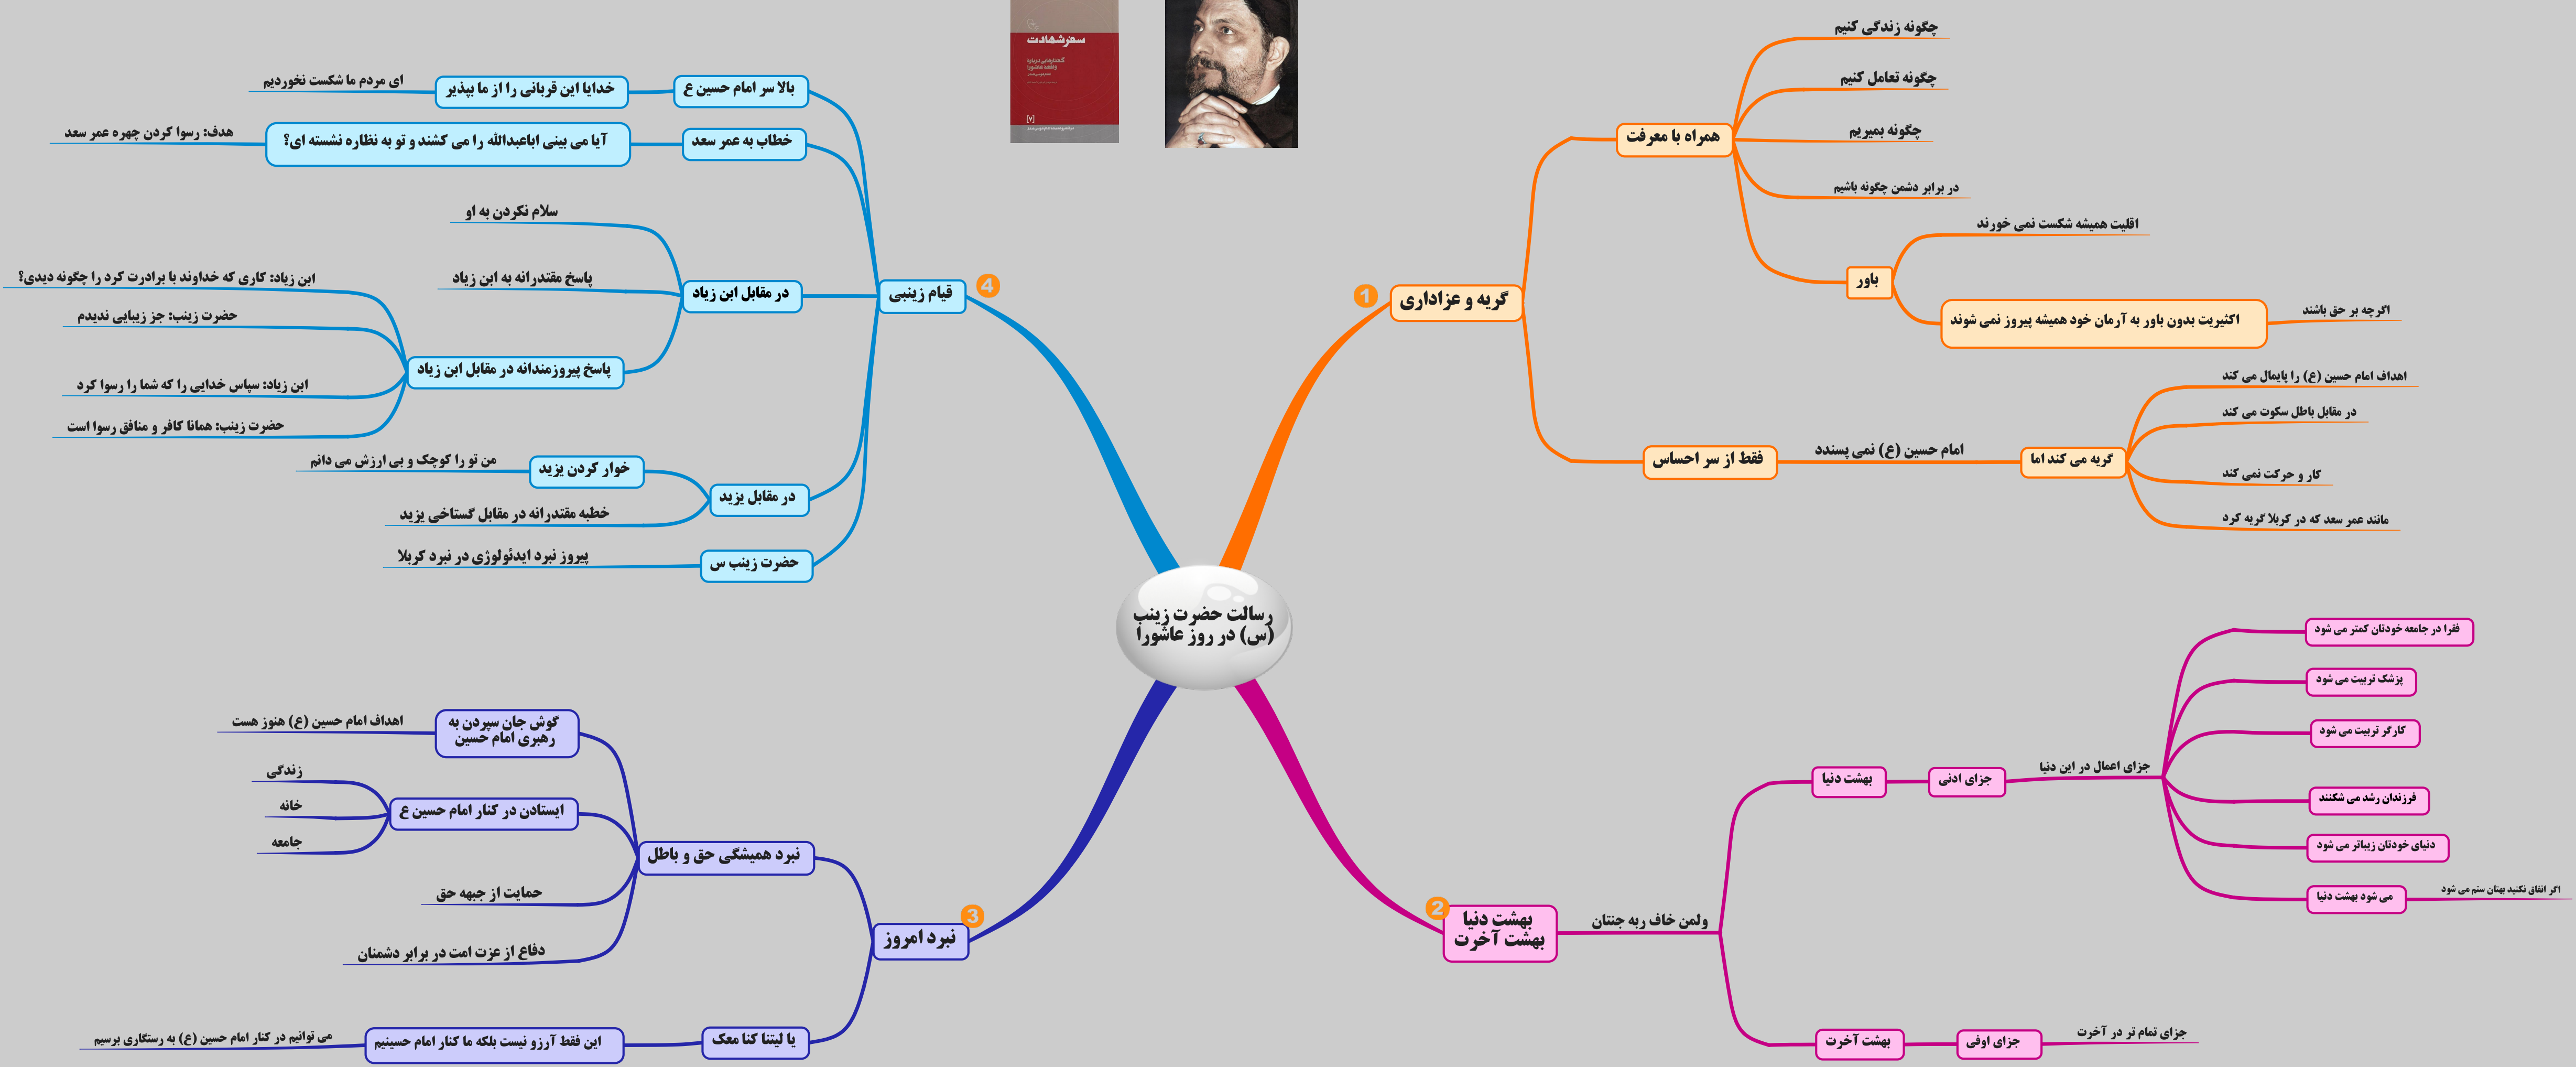 سفر شهادت
گفتارهایی درباره
واقعه عاشورا
[۷]
رسالت حضرت زینب
(س) در روز عاشورا
1
گریه و عزاداری
همراه با معرفت
چگونه زندگی کنیم
چگونه تعامل کنیم
چگونه بمیریم
در برابر دشمن چگونه باشیم
باور
اقلیت همیشه شکست نمی خورند
اکثیریت بدون باور به آرمان خود همیشه پیروز نمی شوند
اگرچه بر حق باشند
فقط از سر احساس
امام حسین (ع) نمی پسندد
گریه می کند اما
اهداف امام حسین (ع) را پایمال می کند
در مقابل باطل سکوت می کند
کار و حرکت نمی کند
مانند عمر سعد که در کربلا گریه کرد
2
بهشت دنیا
بهشت آخرت
ولمن خاف ربه جنتان
بهشت دنیا
جزای ادنی
جزای اعمال در این دنیا
فقرا در جامعه خودتان کمتر می شود
پزشک تربیت می شود
کارگر تربیت می شود
فرزندان رشد می شکنند
دنیای خودتان زیباتر می شود
می شود بهشت دنیا
اگر انفاق نکنید بهتان ستم می شود
بهشت آخرت
جزای اوفی
جزای تمام تر در آخرت
3
نبرد امروز
نبرد همیشگی حق و باطل
گوش جان سپردن به
رهبری امام حسین
اهداف امام حسین (ع) هنوز هست
ایستادن در کنار امام حسین ع
زندگی
خانه
جامعه
حمایت از جبهه حق
دفاع از عزت امت در برابر دشمنان
یا لیتنا کنا معک
این فقط آرزو نیست بلکه ما کنار امام حسینیم
می توانیم در کنار امام حسین (ع) به رستگاری برسیم
4
قیام زینبی
بالا سر امام حسین ع
خدایا این قربانی را از ما بپذیر
ای مردم ما شکست نخوردیم
خطاب به عمر سعد
آیا می بینی اباعبدالله را می کشند و تو به نظاره نشسته ای؟
هدف: رسوا کردن چهره عمر سعد
در مقابل ابن زیاد
سلام نکردن به او
پاسخ مقتدرانه به ابن زیاد
پاسخ پیروزمندانه در مقابل ابن زیاد
ابن زیاد: کاری که خداوند با برادرت کرد را چگونه دیدی؟
حضرت زینب: جز زیبایی ندیدم
ابن زیاد: سپاس خدایی را که شما را رسوا کرد
حضرت زینب: همانا کافر و منافق رسوا است
در مقابل یزید
خوار کردن یزید
من تو را کوچک و بی ارزش می دانم
خطبه مقتدرانه در مقابل گستاخی یزید
حضرت زینب س
پیروز نبرد ایدئولوژی در نبرد کربلا